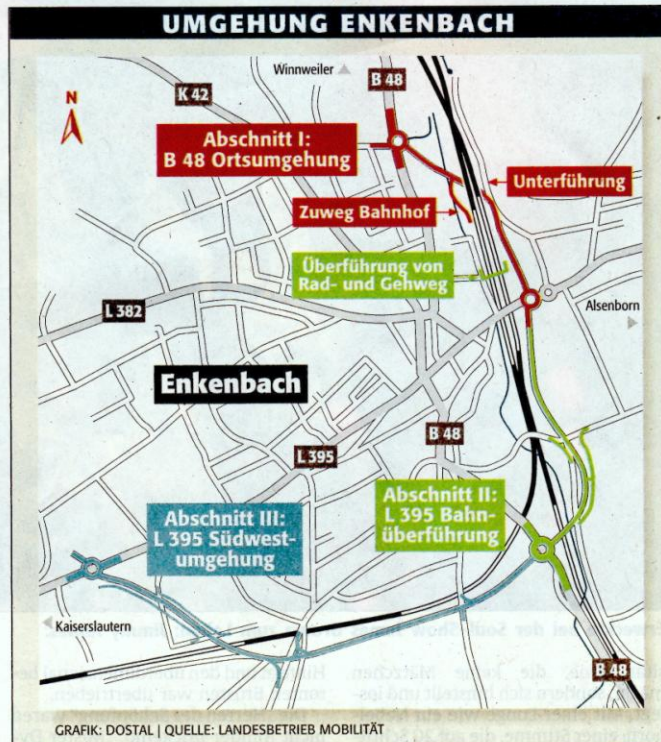 UMGEHUNG ENKENBACH
Winnweiler
B 48
K 42
N
Abschnitt I:
B 48 Ortsumgehung
Unterführung
Zuweg Bahnhof
Überführung von
Rad- und Gehweg
L 382
Alsenborn
Enkenbach
B 48
L 395
Abschnitt II:
L 395 Bahn-
überführung
Abschnitt III:
L 395 Südwest-
umgehung
Kaiserslautern
B 48
GRAFIK: DOSTAL | QUELLE: LANDESBETRIEB MOBILITÄT